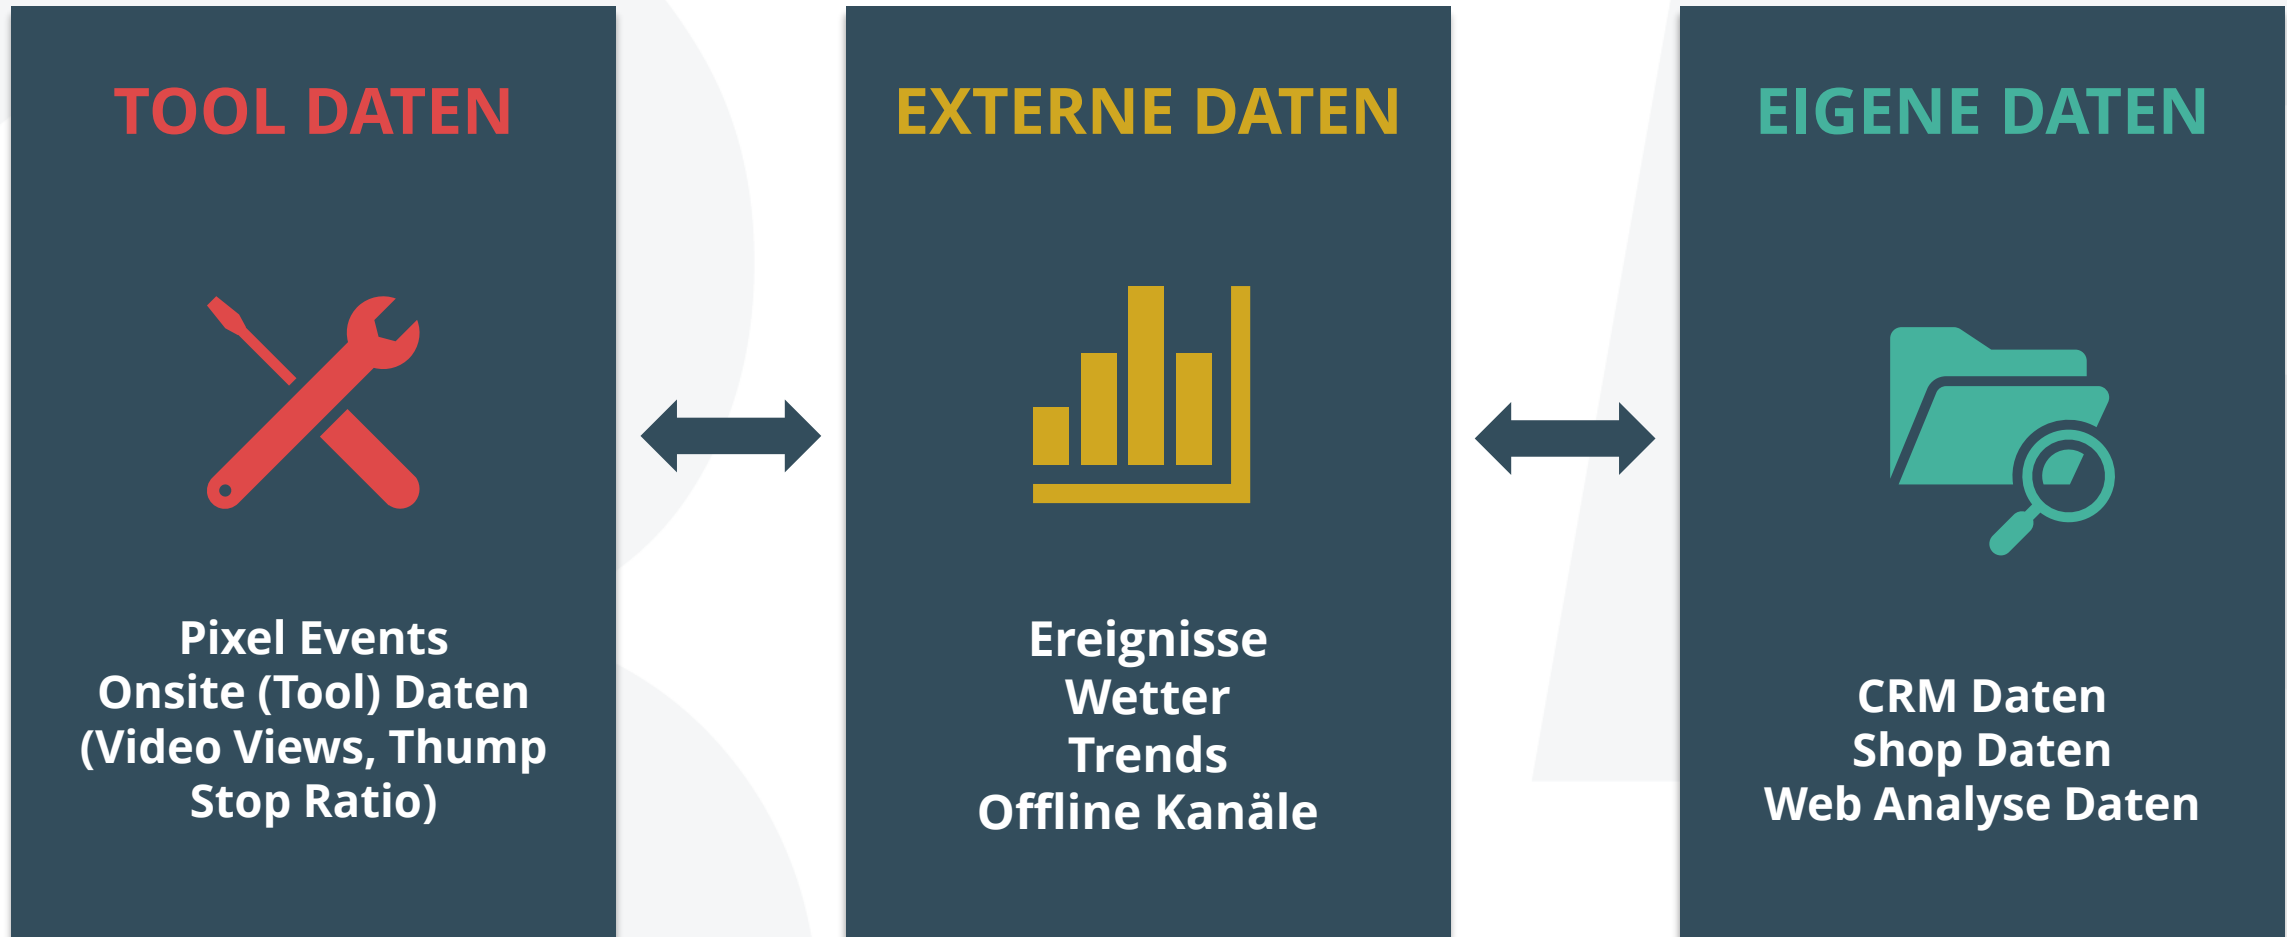 TOOL DATEN
Pixel Events
Onsite (Tool) Daten
(Video Views, Thump
Stop Ratio)
EXTERNE DATEN
Ereignisse
Wetter
Trends
Offline Kanäle
EIGENE DATEN
CRM Daten
Shop Daten
Web Analyse Daten